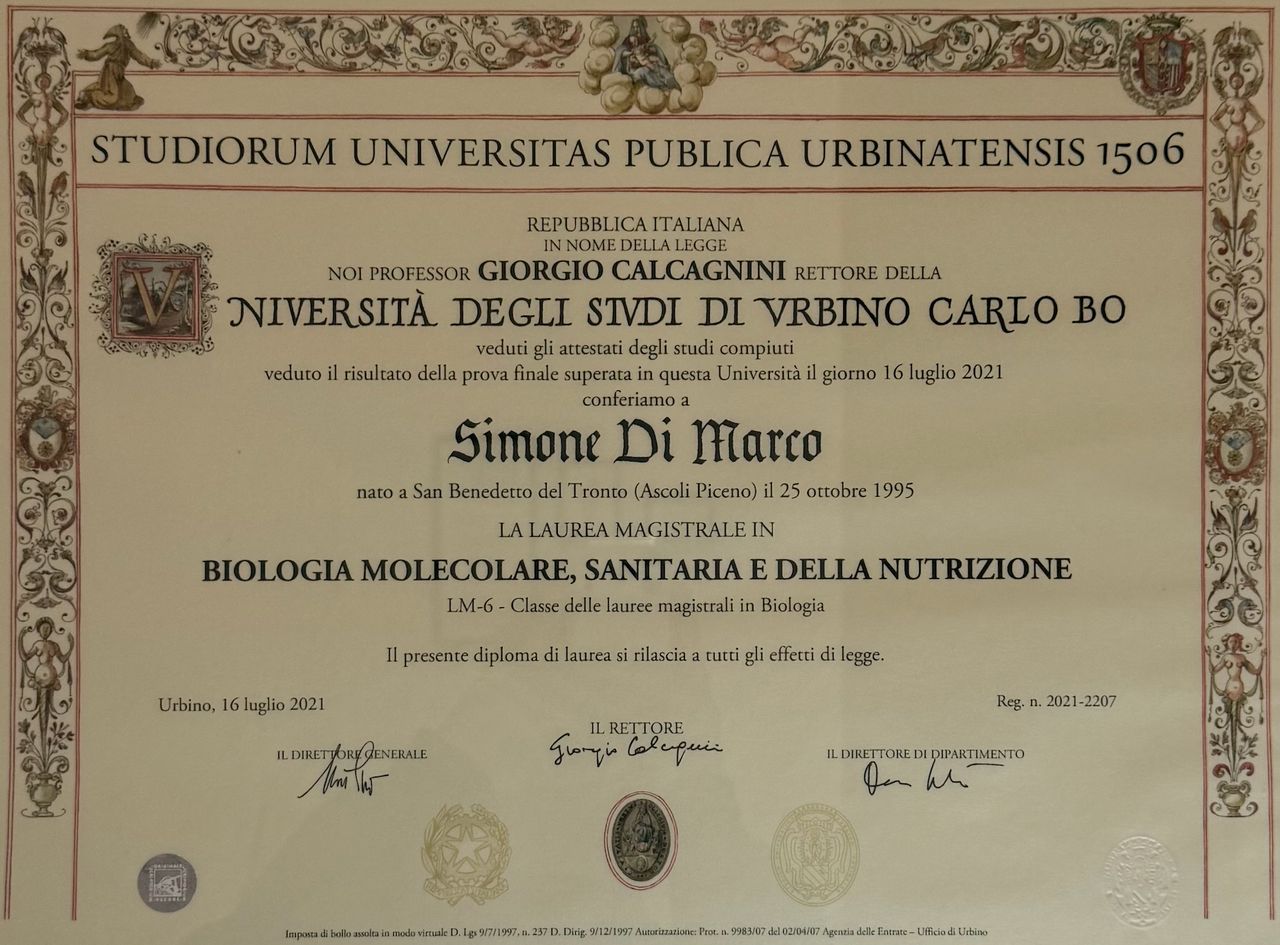 STUDIORUM UNIVERSITAS PUBLICA URBINATENSIS 1506
REPUBBLICA ITALIANA
IN NOME DELLA LEGGE
NOI PROFESSOR GIORGIO CALCAGNINI RETTORE DELLA
VNIVERSITÀ DEGLI STVDI DI VRBINO CARLO BO
veduti gli attestati degli studi compiuti
veduto il risultato della prova finale superata in questa Università il giorno 16 luglio 2021
conferiamo a
Simone Di Marco
nato a San Benedetto del Tronto (Ascoli Piceno) il 25 ottobre 1995
LA LAUREA MAGISTRALE IN
BIOLOGIA MOLECOLARE, SANITARIA E DELLA NUTRIZIONE
LM-6 - Classe delle lauree magistrali in Biologia
Il presente diploma di laurea si rilascia a tutti gli effetti di legge.
Urbino, 16 luglio 2021
Reg. n. 2021-2207
IL DIRETTORE GENERALE
IL RETTORE
Giorgio Calcagnini
IL DIRETTORE DI DIPARTIMENTO
Imposta di bollo assolta in modo virtuale D. Lgs 9/7/1997, n. 237 D. Dirig. 9/12/1997 Autorizzazione: Prot. n. 9983/07 del 02/04/07 Agenzia delle Entrate – Ufficio di Urbino